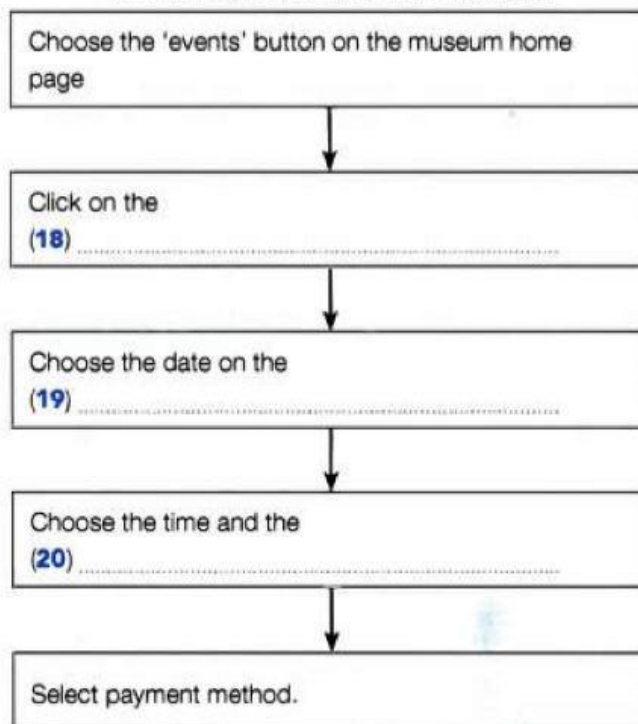 Choose the 'events' button on the museum home
page
Click on the
(18) ........................................
Choose the date on the
(19) ........................................
Choose the time and the
(20) ........................................
Select payment method.